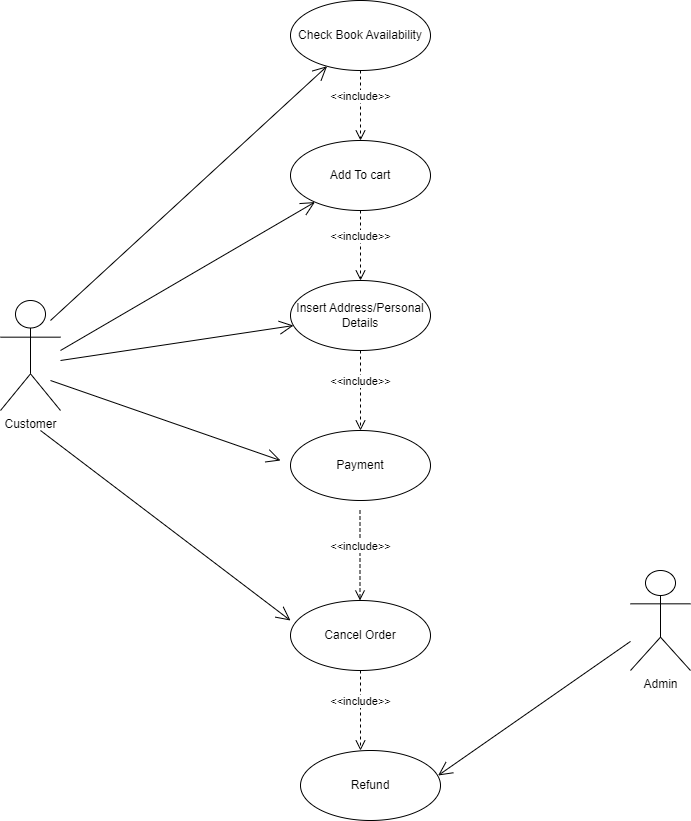 Check Book Availability
<<include>>
Add To cart
<<include>>
Insert Address/Personal
Details
<<include>>
Customer
Payment
<<include>>
Cancel Order
Admin
<<include>>
Refund